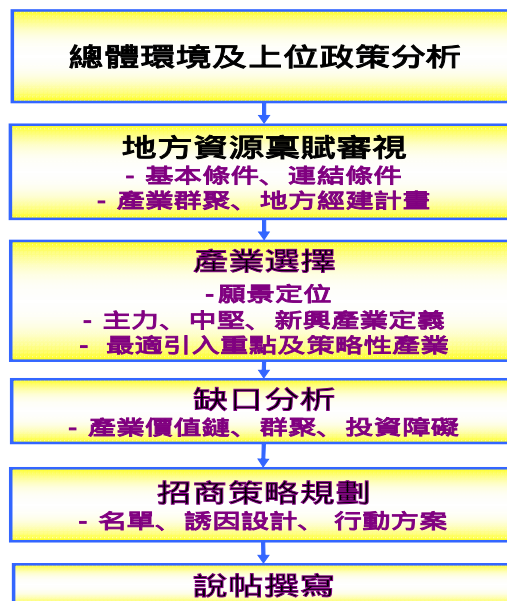 總體環境及上位政策分析
地方資源稟賦審視
- 基本條件、連結條件
- 產業群聚、地方經建計畫
產業選擇
-願景定位
- 主力、中堅、新興產業定義
- 最適引入重點及策略性產業
缺口分析
- 產業價值鏈、群聚、投資障礙
招商策略規劃
- 名單、誘因設計、 行動方案
說帖撰寫